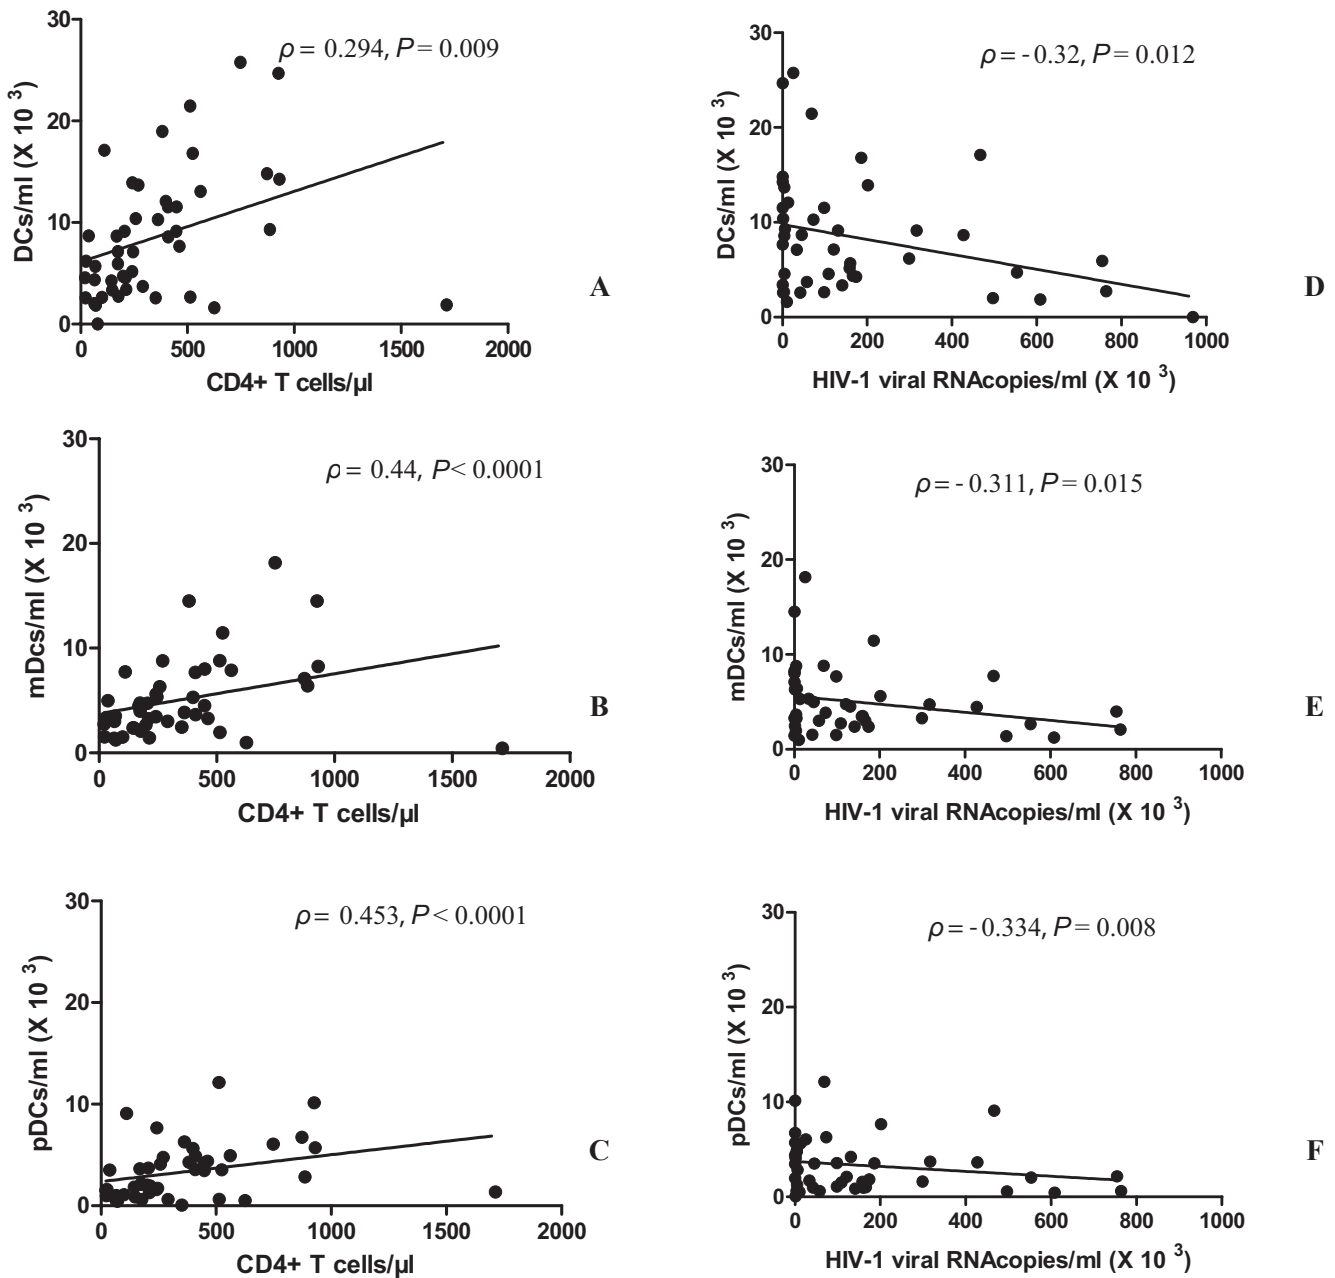 ρ = 0.294, P = 0.009
30
20
10
0
DCs/ml (X 10 3)
0 500 1000 1500 2000
CD4+ T cells/µl
A
ρ = - 0.32, P = 0.012
30
20
10
0
DCs/ml (X 10 3)
0 200 400 600 800 1000
HIV-1 viral RNAcopies/ml (X 10 3)
D
ρ = 0.44, P < 0.0001
30
20
10
0
mDcs/ml (X 10 3)
0 500 1000 1500 2000
CD4+ T cells/µl
B
ρ = - 0.311, P = 0.015
30
20
10
0
mDCs/ml (X 10 3)
0 200 400 600 800 1000
HIV-1 viral RNAcopies/ml (X 10 3)
E
ρ = 0.453, P < 0.0001
30
20
10
0
pDCs/ml (X 10 3)
0 500 1000 1500 2000
CD4+ T cells/µl
C
ρ = - 0.334, P = 0.008
30
20
10
0
pDCs/ml (X 10 3)
0 200 400 600 800 1000
HIV-1 viral RNAcopies/ml (X 10 3)
F